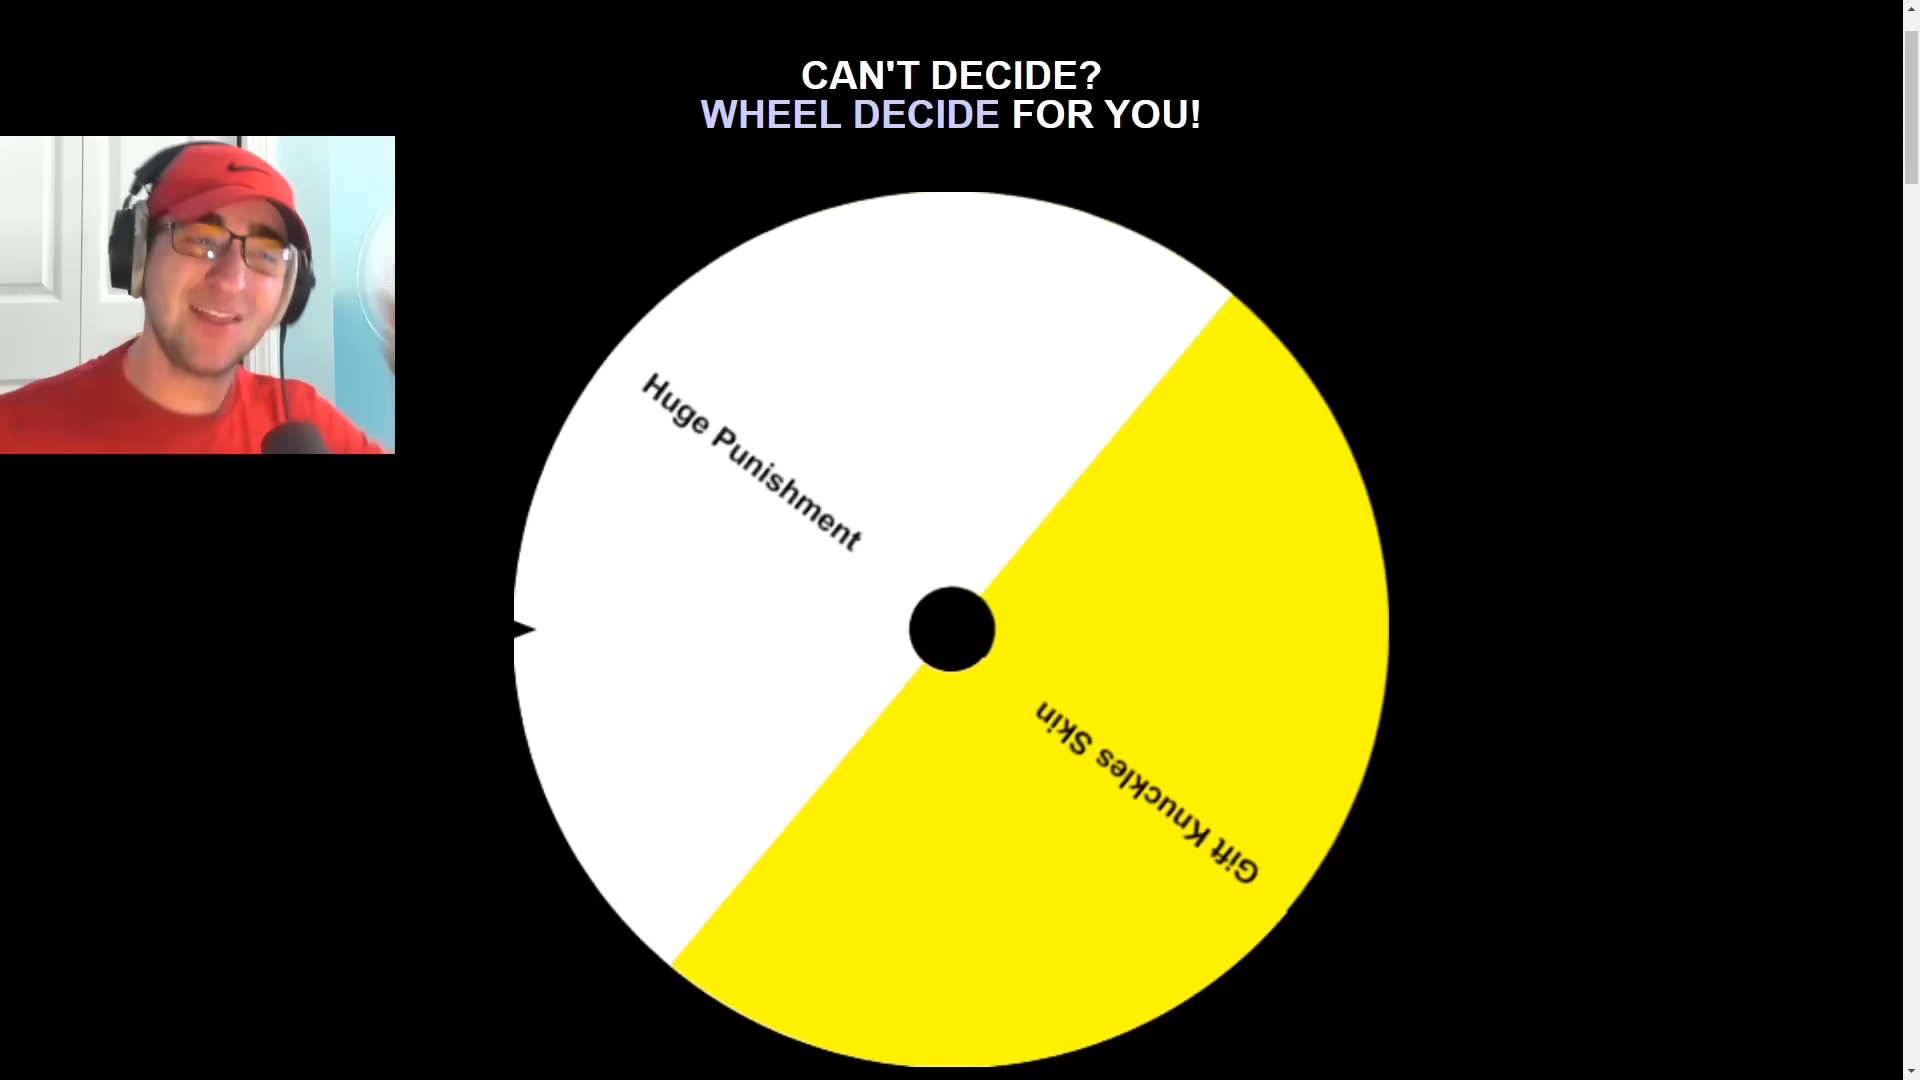 CAN'T DECIDE?
WHEEL DECIDE FOR YOU!
Huge Punishment
Gift Knuckles Skin